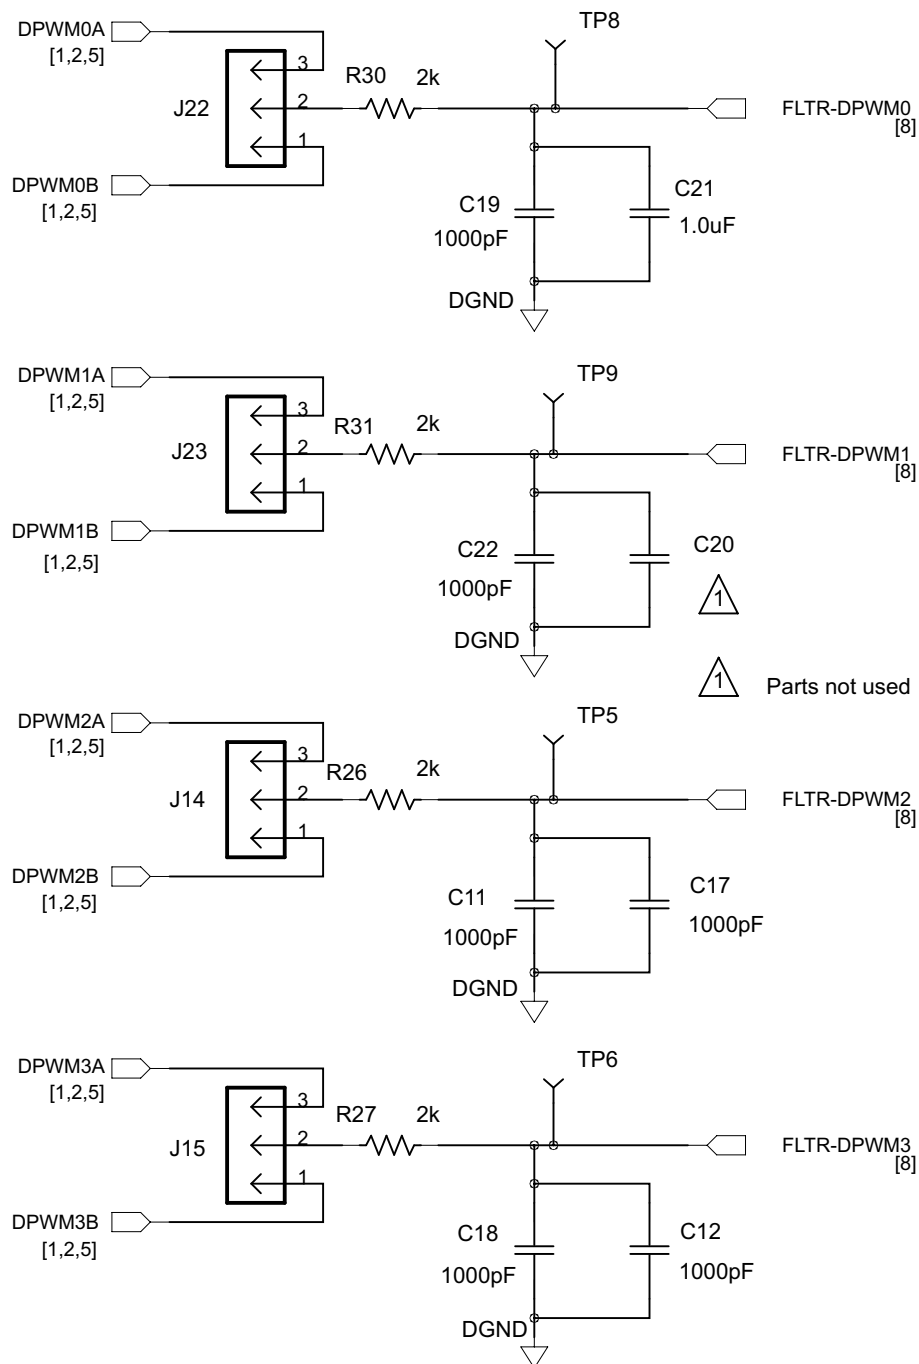 DPWM0A
[1,2,5]
TP8
R30 2k
3
J22
2
1
FLTR-DPWM0
[8]
DPWM0B
[1,2,5]
C19
1000pF
C21
1.0uF
DGND
DPWM1A
[1,2,5]
TP9
R31 2k
3
J23
2
1
FLTR-DPWM1
[8]
DPWM1B
[1,2,5]
C22
1000pF
C20
1
DGND
1 Parts not used
DPWM2A
[1,2,5]
TP5
R26 2k
3
J14
2
1
FLTR-DPWM2
[8]
DPWM2B
[1,2,5]
C11
1000pF
C17
1000pF
DGND
DPWM3A
[1,2,5]
TP6
R27 2k
3
J15
2
1
FLTR-DPWM3
[8]
DPWM3B
[1,2,5]
C18
1000pF
C12
1000pF
DGND